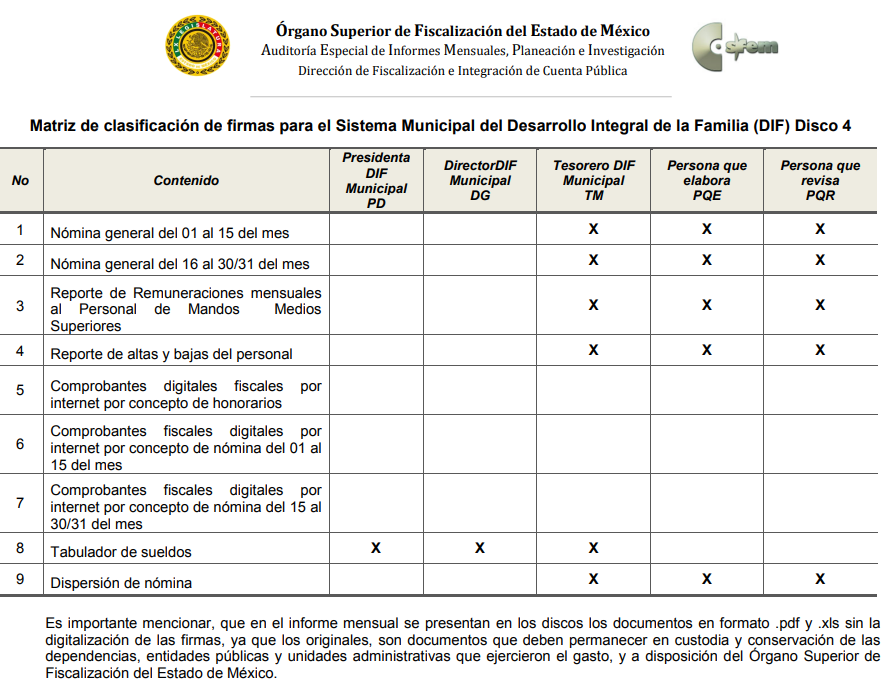 Órgano Superior de Fiscalización del Estado de México
Auditoría Especial de Informes Mensuales, Planeación e Investigación
Dirección de Fiscalización e Integración de Cuenta Pública
osfem
Matriz de clasificación de firmas para el Sistema Municipal del Desarrollo Integral de la Familia (DIF) Disco 4
No
Contenido
Presidenta
DIF
Municipal
PD
DirectorDIF
Municipal
DG
Tesorero DIF
Municipal
TM
Persona que
elabora
PQE
Persona que
revisa
PQR
1 Nómina general del 01 al 15 del mes X X X
2 Nómina general del 16 al 30/31 del mes X X X
3 Reporte de Remuneraciones mensuales
al Personal de Mandos Medios
Superiores
X X X
4 Reporte de altas y bajas del personal X X X
5 Comprobantes digitales fiscales por
internet por concepto de honorarios
6 Comprobantes fiscales digitales por
internet por concepto de nómina del 01 al
15 del mes
7 Comprobantes fiscales digitales por
internet por concepto de nómina del 15 al
30/31 del mes
8 Tabulador de sueldos X X X
9 Dispersión de nómina X X X
Es importante mencionar, que en el informe mensual se presentan en los discos los documentos en formato .pdf y .xls sin la
digitalización de las firmas, ya que los originales, son documentos que deben permanecer en custodia y conservación de las
dependencias, entidades públicas y unidades administrativas que ejercieron el gasto, y a disposición del Órgano Superior de
Fiscalización del Estado de México.